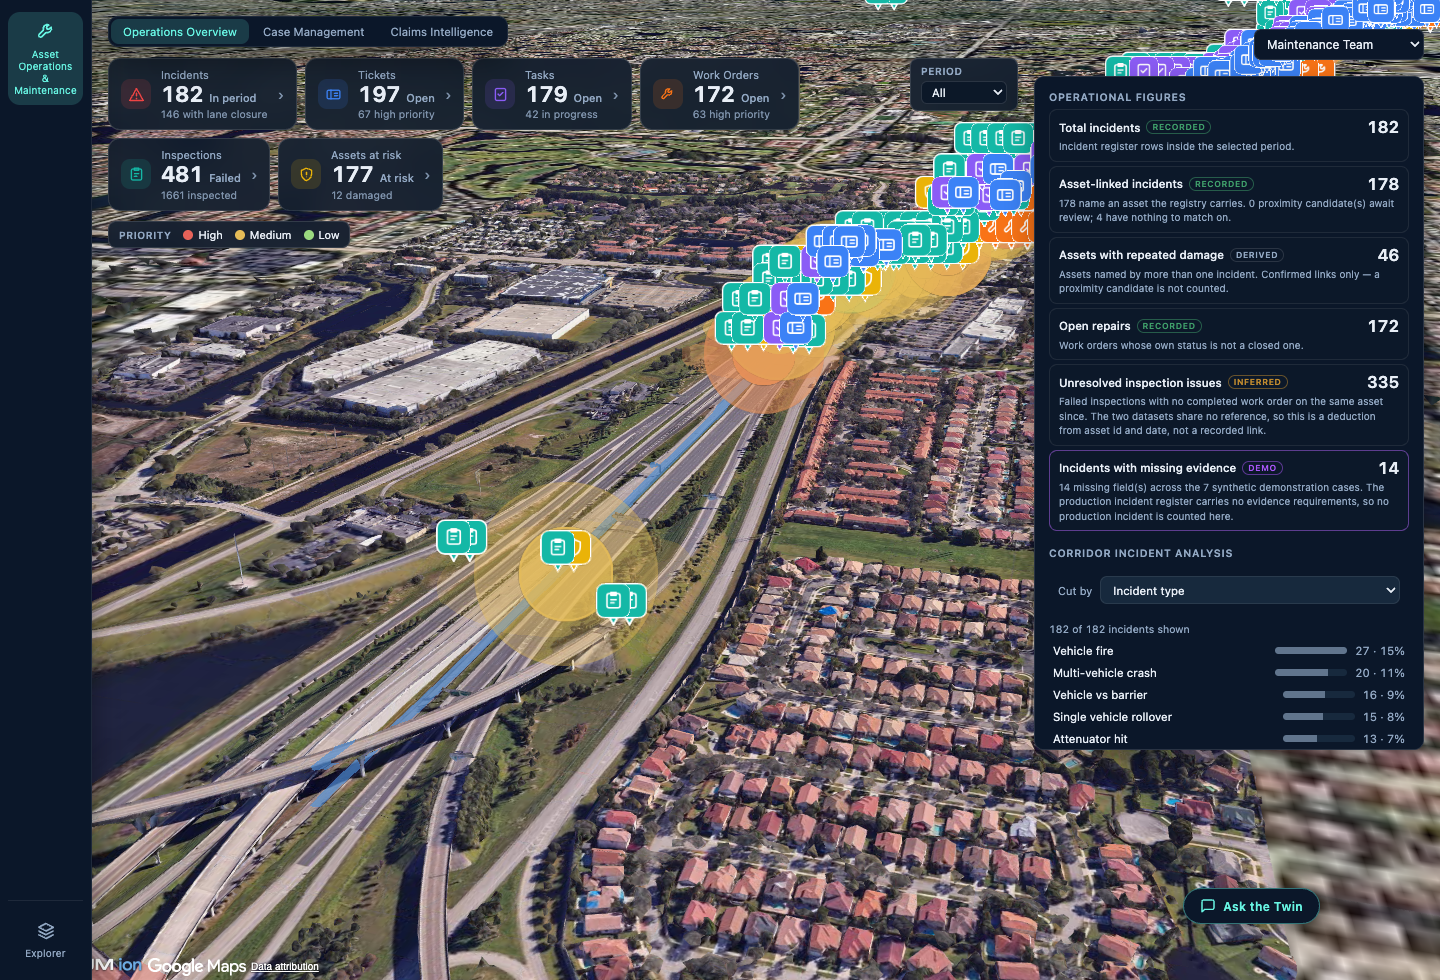 Asset
Operations
&
Maintenance
Explorer
Operations Overview
Case Management
Claims Intelligence
Incidents
182 In period
146 with lane closure
Tickets
197 Open
67 high priority
Tasks
179 Open
42 in progress
Work Orders
172 Open
63 high priority
Inspections
481 Failed
1661 inspected
Assets at risk
177 At risk
12 damaged
PRIORITY
High
Medium
Low
PERIOD
All
Maintenance Team
OPERATIONAL FIGURES
Total incidents RECORDED 182
Incident register rows inside the selected period.
Asset-linked incidents RECORDED 178
178 name an asset the registry carries. 0 proximity candidate(s) await
review; 4 have nothing to match on.
Assets with repeated damage DERIVED 46
Assets named by more than one incident. Confirmed links only — a
proximity candidate is not counted.
Open repairs RECORDED 172
Work orders whose own status is not a closed one.
Unresolved inspection issues INFERRED 335
Failed inspections with no completed work order on the same asset
since. The two datasets share no reference, so this is a deduction
from asset id and date, not a recorded link.
Incidents with missing evidence DEMO 14
14 missing field(s) across the 7 synthetic demonstration cases. The
production incident register carries no evidence requirements, so no
production incident is counted here.
CORRIDOR INCIDENT ANALYSIS
Cut by Incident type
182 of 182 incidents shown
Vehicle fire 27 · 15%
Multi-vehicle crash 20 · 11%
Vehicle vs barrier 16 · 9%
Single vehicle rollover 15 · 8%
Attenuator hit 13 · 7%
Ask the Twin
ion Google Maps Data attribution